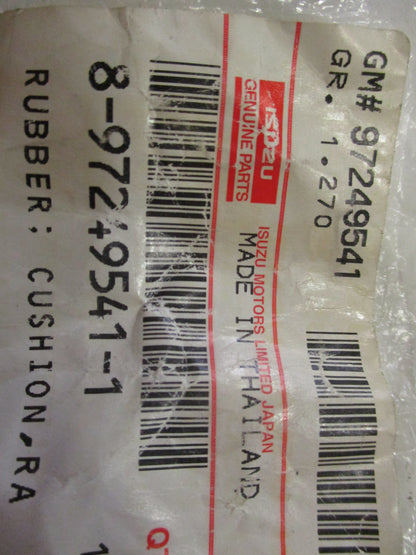 GM# 97249541
GR. 1.270
ISUZU
GENUINE PARTS
ISUZU MOTORS LIMITED JAPAN
MADE IN THAILAND
8-97249541-1
RUBBER; CUSHION,RA